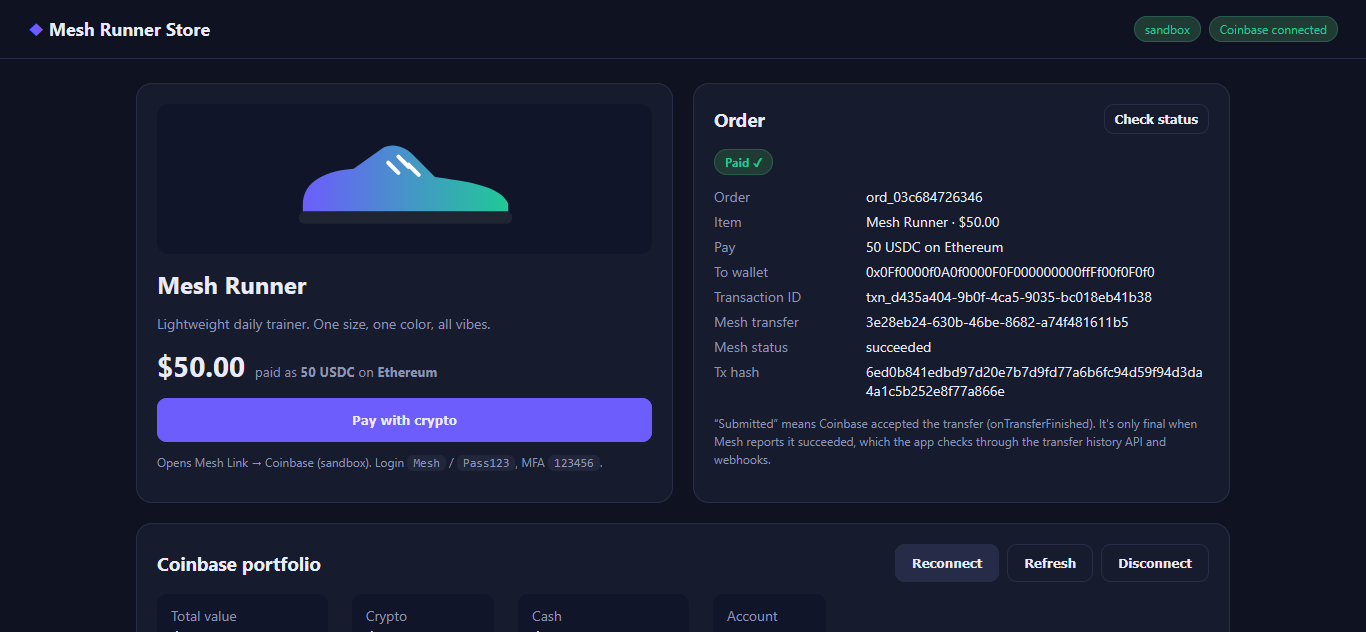 Mesh Runner Store
sandbox
Coinbase connected
Mesh Runner
Lightweight daily trainer. One size, one color, all vibes.
$50.00 paid as 50 USDC on Ethereum
Pay with crypto
Opens Mesh Link → Coinbase (sandbox). Login Mesh / Pass123, MFA 123456.
Order
Check status
Paid ✓
Order ord_03c684726346
Item Mesh Runner · $50.00
Pay 50 USDC on Ethereum
To wallet 0x0Ff0000f0A0f0000F0F000000000ffFf00f0F0f0
Transaction ID txn_d435a404-9b0f-4ca5-9035-bc018eb41b38
Mesh transfer 3e28eb24-630b-46be-8682-a74f481611b5
Mesh status succeeded
Tx hash 6ed0b841edbd97d20e7b7d9fd77a6b6fc94d59f94d3da
4a1c5b252e8f77a866e
"Submitted" means Coinbase accepted the transfer (onTransferFinished). It's only final when
Mesh reports it succeeded, which the app checks through the transfer history API and
webhooks.
Coinbase portfolio
Reconnect
Refresh
Disconnect
Total value
Crypto
Cash
Account